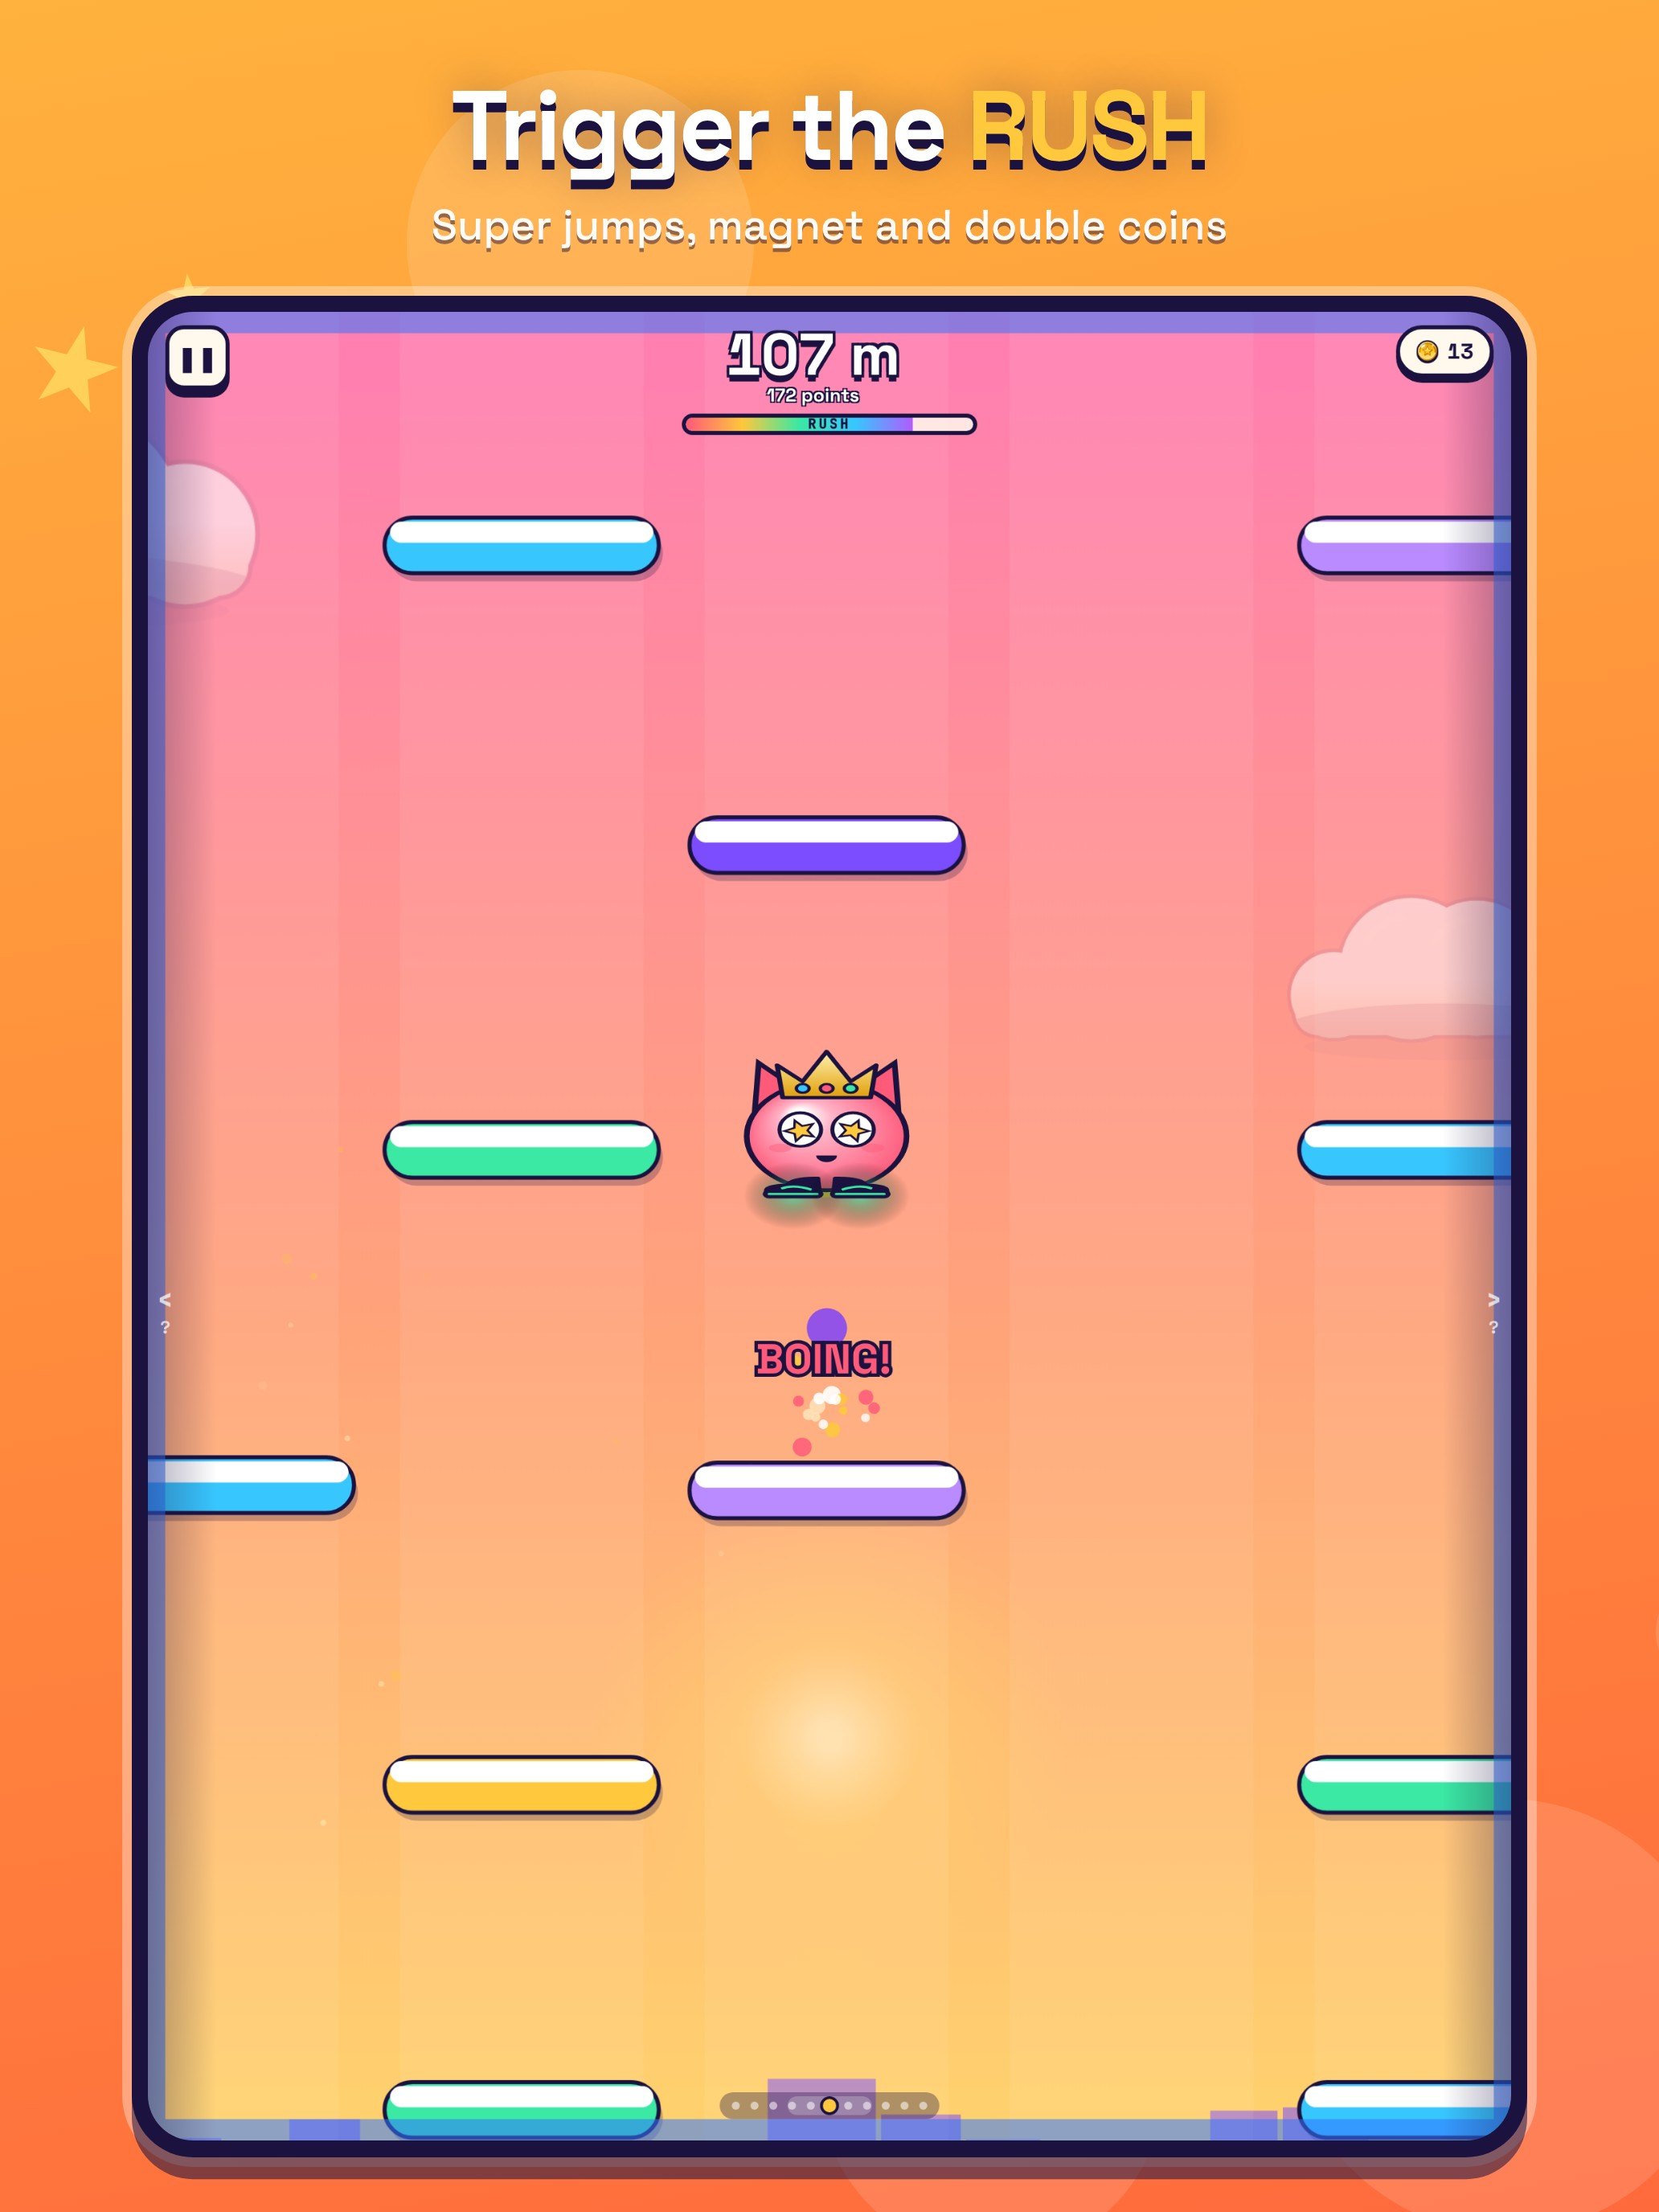 Trigger the RUSH
Super jumps, magnet and double coins
107 m
13
172 points
RUSH
< >
? ?
BOING!